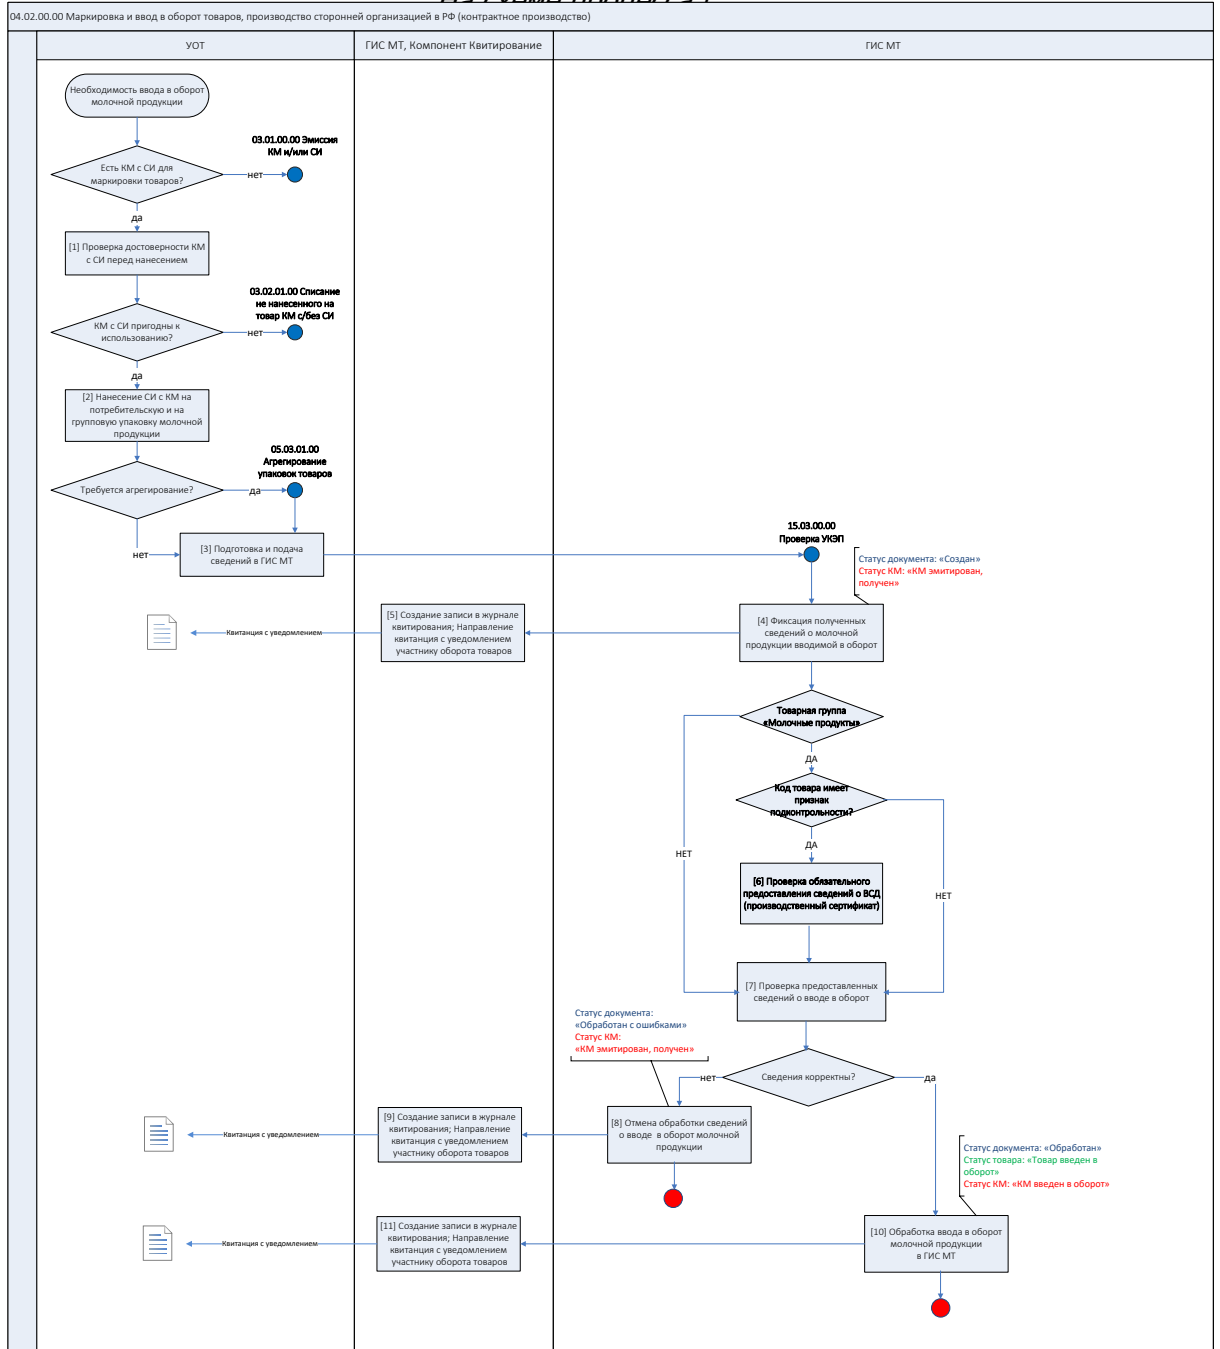 04.02.00.00 Маркировка и ввод в оборот товаров, производство сторонней организацией в РФ (контрактное производство)
УОТ
ГИС МТ, Компонент Квитирование
ГИС МТ
Необходимость ввода в оборот
молочной продукции
03.01.00.00 Эмиссия
КМ и/или СИ
Есть КМ с СИ для
маркировки товаров?
нет
да
[1] Проверка достоверности КМ
с СИ перед нанесением
03.02.01.00 Списание
не нанесенного на
товар КМ с/без СИ
КМ с СИ пригодны к
использованию?
нет
да
[2] Нанесение СИ с КМ на
потребительскую и на
групповую упаковку молочной
продукции
05.03.01.00
Агрегирование
упаковок товаров
Требуется агрегирование?
да
нет
[3] Подготовка и подача
сведений в ГИС МТ
15.03.00.00
Проверка УКЭП
Статус документа: «Создан»
Статус КМ: «КМ эмитирован,
получен»
[4] Фиксация полученных
сведений о молочной
продукции вводимой в оборот
[5] Создание записи в журнале
квитирования; Направление
квитанция с уведомлением
участнику оборота товаров
Квитанция с уведомлением
Товарная группа
«Молочные продукты»
ДА
Код товара имеет
признак
подконтрольности?
ДА
НЕТ
НЕТ
[6] Проверка обязательного
предоставления сведений о ВСД
(производственный сертификат)
[7] Проверка предоставленных
сведений о вводе в оборот
Статус документа:
«Обработан с ошибками»
Статус КМ:
«КМ эмитирован, получен»
Сведения корректны?
нет
да
[8] Отмена обработки сведений
о вводе в оборот молочной
продукции
[9] Создание записи в журнале
квитирования; Направление
квитанция с уведомлением
участнику оборота товаров
Квитанция с уведомлением
Статус документа: «Обработан»
Статус товара: «Товар введен в
оборот»
Статус КМ: «КМ введен в оборот»
[10] Обработка ввода в оборот
молочной продукции
в ГИС МТ
[11] Создание записи в журнале
квитирования; Направление
квитанция с уведомлением
участнику оборота товаров
Квитанция с уведомлением